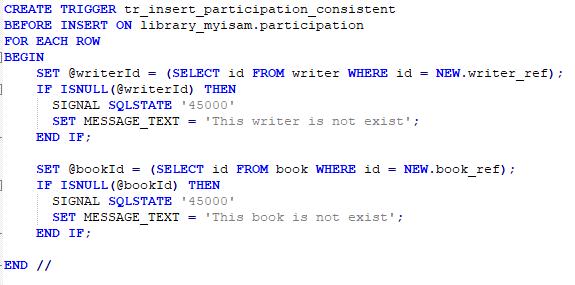 CREATE TRIGGER tr_insert_participation_consistent
BEFORE INSERT ON library_myisam.participation
FOR EACH ROW
BEGIN
    SET @writerId = (SELECT id FROM writer WHERE id = NEW.writer_ref);
    IF ISNULL(@writerId) THEN
      SIGNAL SQLSTATE '45000'
      SET MESSAGE_TEXT = 'This writer is not exist';
    END IF;

    SET @bookId = (SELECT id FROM book WHERE id = NEW.book_ref);
    IF ISNULL(@bookId) THEN
      SIGNAL SQLSTATE '45000'
      SET MESSAGE_TEXT = 'This book is not exist';
    END IF;

END //